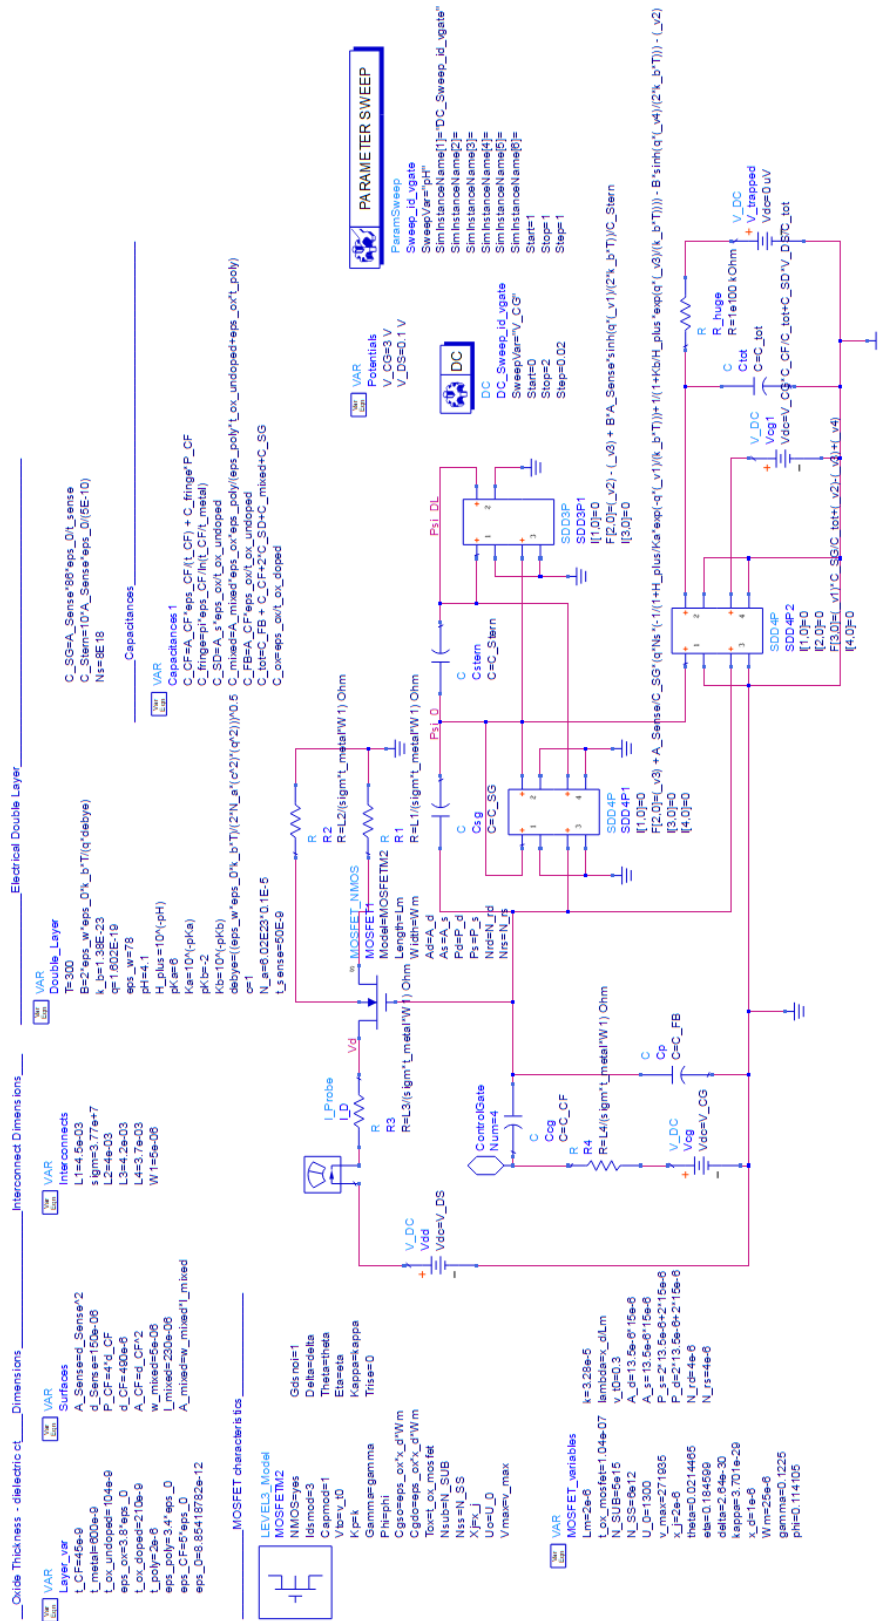 Oxide Thickness - dielectric ct
Dimensions
Interconnect Dimensions
Electrical Double Layer
VAR
Layer_var
t_CF=45e-9
t_metal=600e-9
t_ox_undoped=104e-9
eps_ox=3.8*eps_0
t_ox_doped=210e-9
t_poly=2e-6
eps_poly=3.4*eps_0
eps_CF=5*eps_0
eps_0=8.85418782e-12
VAR
Surfaces
A_Sense=d_Sense^2
d_Sense=150e-06
P_CF=4*d_CF
d_CF=490e-6
A_CF=d_CF^2
w_mixed=5e-06
l_mixed=230e-06
A_mixed=w_mixed*l_mixed
VAR
Interconnects
L1=4.5e-03
sigm=3.77e+7
L2=4e-03
L3=4.2e-03
L4=3.7e-03
W1=5e-06
VAR
Double_Layer
T=300
B=2*eps_w*eps_0*k_b*T/(q*debye)
k_b=1.38E-23
q=1.602E-19
eps_w=78
pH=4.1
H_plus=10^(-pH)
pKa=6
Ka=10^(-pKa)
pKb=-2
Kb=10^(-pKb)
debye=((eps_w*eps_0*k_b*T)/(2*N_a*(c^2)*(q^2)))^0.5
c=1
N_a=6.02E23*0.1E-5
t_sense=50E-9
C_SG=A_Sense*86*eps_0/t_sense
C_Stern=10*A_Sense*eps_0/(5E-10)
Ns=8E18
Capacitances
VAR
Capacitances1
C_CF=A_CF*eps_CF/(t_CF) + C_fringe*P_CF
C_fringe=pi*eps_CF/ln(t_CF/t_metal)
C_SD=A_s*eps_ox/t_ox_undoped
C_mixed=A_mixed*eps_ox*eps_poly/(eps_poly*t_ox_undoped+eps_ox*t_poly)
C_FB=A_CF*eps_ox/t_ox_undoped
C_tot=C_FB + C_CF+2*C_SD+C_mixed+C_SG
C_ox=eps_ox/t_ox_doped
VAR
Potentials
V_CG=3 V
V_DS=0.1 V
PARAMETER SWEEP
ParamSweep
Sweep_id_vgate
SweepVar="pH"
SimInstanceName[1]="DC_Sweep_id_vgate"
SimInstanceName[2]=
SimInstanceName[3]=
SimInstanceName[4]=
SimInstanceName[5]=
SimInstanceName[6]=
Start=1
Stop=1
Step=1
DC
DC
DC_Sweep_id_vgate
SweepVar="V_CG"
Start=0
Stop=2
Step=0.02
MOSFET characteristics
LEVEL3_Model
MOSFETM2
NMOS=yes
Idsmod=3
Capmod=1
Vto=v_t0
Kp=k
Gamma=gamma
Phi=phi
Cgso=eps_ox*x_d*Wm
Cgdo=eps_ox*x_d*Wm
Tox=t_ox_mosfet
Nsub=N_SUB
Nss=N_SS
Xj=x_j
Uo=U_0
Vmax=v_max
Gdsnoi=1
Delta=delta
Theta=theta
Eta=eta
Kappa=kappa
Trise=0
VAR
MOSFET_variables
Lm=2e-6
t_ox_mosfet=1.04e-07
N_SUB=5e15
N_SS=6e12
U_0=1300
v_max=271935
x_j=2e-6
theta=0.0214465
eta=0.184599
delta=2.64e-30
kappa=3.701e-29
x_d=1e-6
Wm=25e-6
gamma=0.1225
phi=0.114105
k=3.28e-5
lambda=x_d/Lm
v_t0=0.3
A_d=13.5e-6*15e-6
A_s=13.5e-6*15e-6
P_s=2*13.5e-6+2*15e-6
P_d=2*13.5e-6+2*15e-6
N_rd=4e-6
N_rs=4e-6
V_DC
Vdd
Vdc=V_DS
I_Probe
I_D
R
R3
R=L3/(sigm*t_metal*W1) Ohm
Vd
MOSFET_NMOS
MOSFET1
Model=MOSFETM2
Length=Lm
Width=Wm
Ad=A_d
As=A_s
Pd=P_d
Ps=P_s
Nrd=N_rd
Nrs=N_rs
R
R2
R=L2/(sigm*t_metal*W1) Ohm
R
R1
R=L1/(sigm*t_metal*W1) Ohm
ControlGate
Num=4
C
Ccg
C=C_CF
R
R4
R=L4/(sigm*t_metal*W1) Ohm
V_DC
Vcg
Vdc=V_CG
C
Cp
C=C_FB
Psi_0
Psi_DL
C
Csg
C=C_SG
C
Cstern
C=C_Stern
SDD4P
SDD4P1
I[1,0]=0
F[2,0]=(_v3) + A_Sense/C_SG*(q*Ns*(-1/(1+H_plus/Ka*exp(-q*(_v1)/(k_b*T)))+1/(1+Kb/H_plus*exp(q*(_v3)/(k_b*T)))) - B*sinh(q*(_v4)/(2*k_b*T))) - (_v2)
I[3,0]=0
I[4,0]=0
SDD3P
SDD3P1
I[1,0]=0
F[2,0]=(_v2) - (_v3) + B*A_Sense*sinh(q*(_v1)/(2*k_b*T))/C_Stern
I[3,0]=0
SDD4P
SDD4P2
I[1,0]=0
I[2,0]=0
F[3,0]=(_v1)*C_SG/C_tot+(_v2)-(_v3)+(_v4)
I[4,0]=0
V_DC
Vcg1
Vdc=V_CG*C_CF/C_tot+C_SD*V_DS/C_tot
C
Ctot
C=C_tot
R
R_huge
R=1e100 kOhm
V_DC
V_trapped
Vdc=0 uV